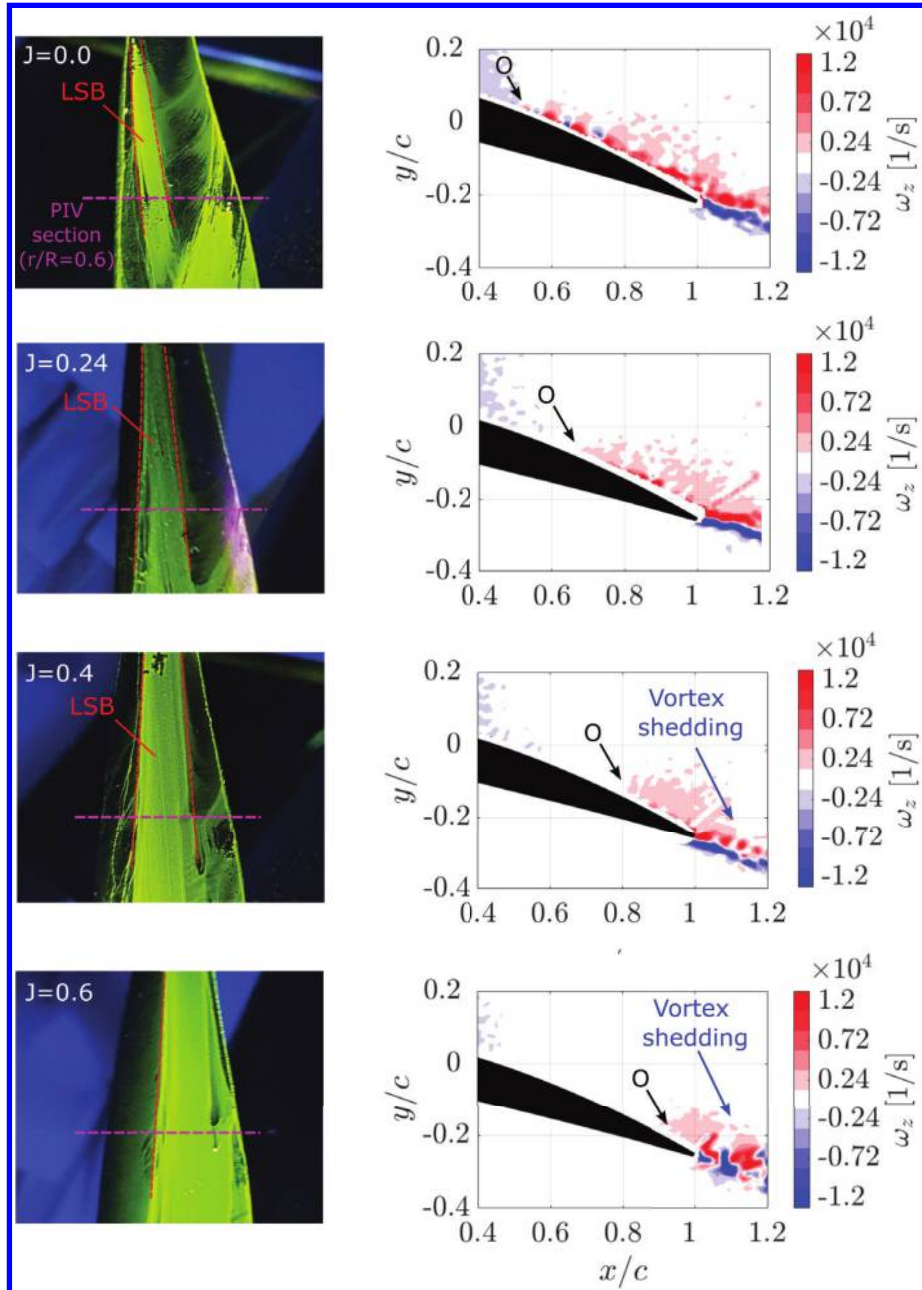 J=0.0
LSB
PIV
section
(r/R=0.6)
0.2
0
-0.2
-0.4
y/c
O
0.4 0.6 0.8 1 1.2
×10⁴
1.2
0.72
0.24
-0.24
-0.72
-1.2
ω_z [1/s]
J=0.24
LSB
0.2
0
-0.2
-0.4
y/c
O
0.4 0.6 0.8 1 1.2
×10⁴
1.2
0.72
0.24
-0.24
-0.72
-1.2
ω_z [1/s]
J=0.4
LSB
0.2
0
-0.2
-0.4
y/c
O
Vortex
shedding
0.4 0.6 0.8 1 1.2
×10⁴
1.2
0.72
0.24
-0.24
-0.72
-1.2
ω_z [1/s]
J=0.6
0.2
0
-0.2
-0.4
y/c
O
Vortex
shedding
0.4 0.6 0.8 1 1.2
x/c
×10⁴
1.2
0.72
0.24
-0.24
-0.72
-1.2
ω_z [1/s]